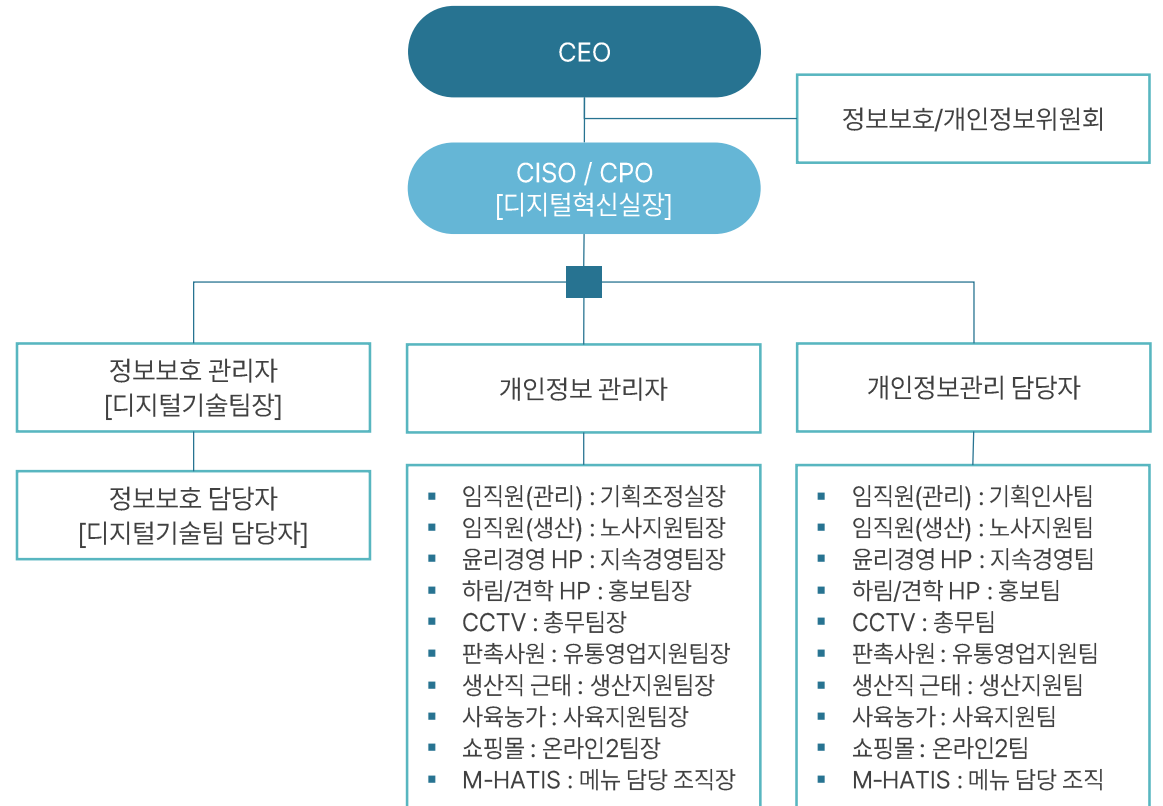 CEO
정보보호/개인정보위원회
CISO / CPO
[디지털혁신실장]
정보보호 관리자
[디지털기술팀장]
정보보호 담당자
[디지털기술팀 담당자]
개인정보 관리자
임직원(관리) : 기획조정실장
임직원(생산) : 노사지원팀장
윤리경영 HP : 지속경영팀장
하림/견학 HP : 홍보팀장
CCTV : 총무팀장
판촉사원 : 유통영업지원팀장
생산직 근태 : 생산지원팀장
사육농가 : 사육지원팀장
쇼핑몰 : 온라인2팀장
M-HATIS : 메뉴 담당 조직장
개인정보관리 담당자
임직원(관리) : 기획인사팀
임직원(생산) : 노사지원팀
윤리경영 HP : 지속경영팀
하림/견학 HP : 홍보팀
CCTV : 총무팀
판촉사원 : 유통영업지원팀
생산직 근태 : 생산지원팀
사육농가 : 사육지원팀
쇼핑몰 : 온라인2팀
M-HATIS : 메뉴 담당 조직